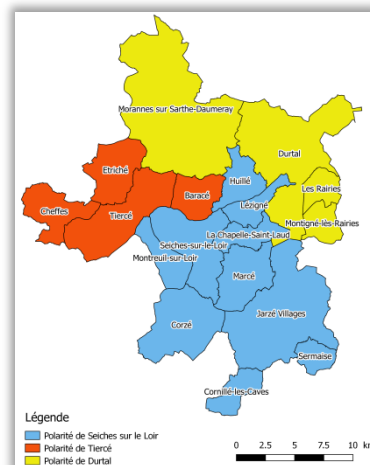 Morannes sur Sarthe-Daumeray
Durtal
Etriché
Huillé
Les Rairies
Baracé
Cheffes
Tiercé
Lézigné
Montigné-lès-Rairies
La Chapelle-Saint-Laud
Seiches-sur-le-Loir
Montreuil-sur-Loir
Marcé
Jarzé Villages
Corzé
Sermaise
Cornillé-les-Caves
Légende
Polarité de Seiches sur le Loir
Polarité de Tiercé
Polarité de Durtal
0 2.5 5 7.5 10 km